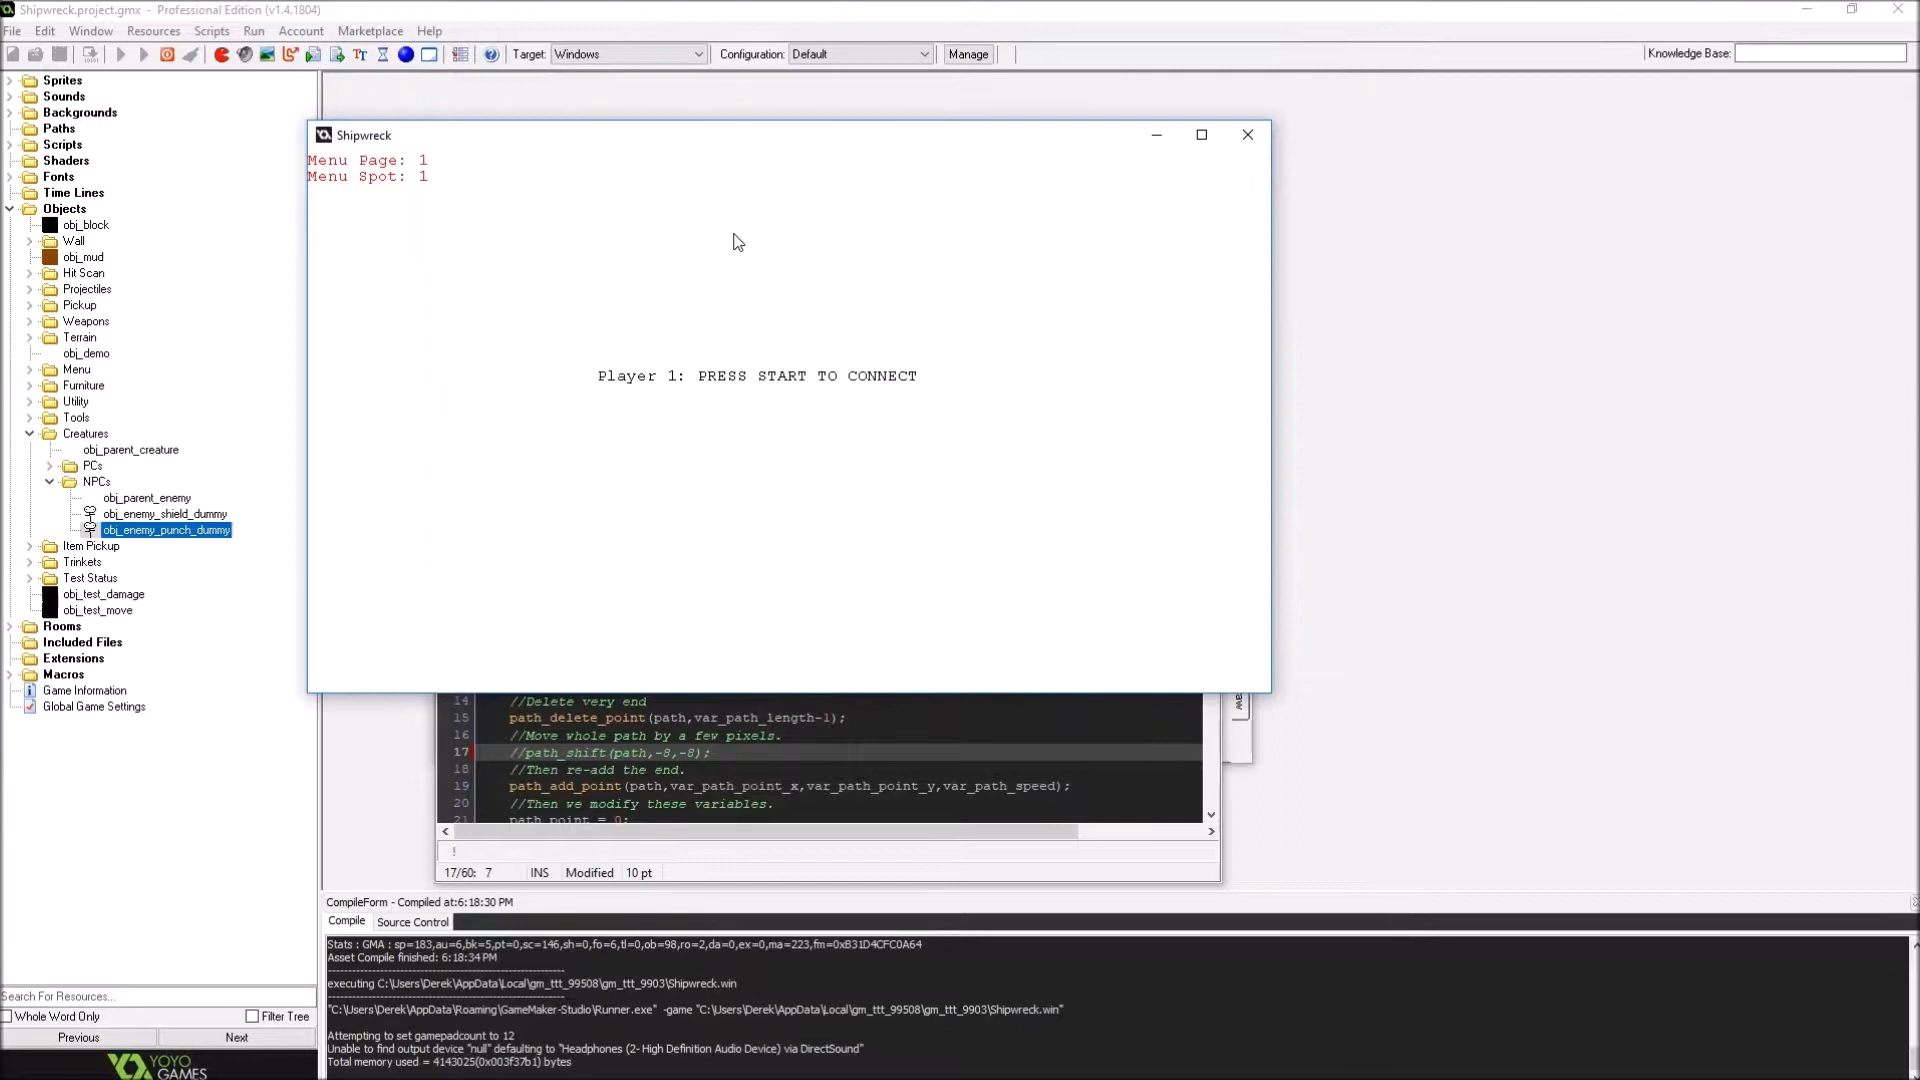 Shipwreck.project.gmx - Professional Edition (v1.4.1804)
File Edit Window Resources Scripts Run Account Marketplace Help
Target: Windows Configuration: Default Manage Knowledge Base:
Sprites
Sounds
Backgrounds
Paths
Scripts
Shaders
Fonts
Time Lines
Objects
obj_block
Wall
obj_mud
Hit Scan
Projectiles
Pickup
Weapons
Terrain
obj_demo
Menu
Furniture
Utility
Tools
Creatures
obj_parent_creature
PCs
NPCs
obj_parent_enemy
obj_enemy_shield_dummy
obj_enemy_punch_dummy
Item Pickup
Trinkets
Test Status
obj_test_damage
obj_test_move
Rooms
Included Files
Extensions
Macros
Game Information
Global Game Settings
Search For Resources...
Whole Word Only Filter Tree
Previous Next
YOYO
GAMES
Shipwreck
Menu Page: 1
Menu Spot: 1
Player 1: PRESS START TO CONNECT
14 //Delete very end
15 path_delete_point(path,var_path_length-1);
16 //Move whole path by a few pixels.
17 //path_shift(path,-8,-8);
18 //Then re-add the end.
19 path_add_point(path,var_path_point_x,var_path_point_y,var_path_speed);
20 //Then we modify these variables.
21 path_point = 0;
!
17/60: 7 INS Modified 10 pt
CompileForm - Compiled at:6:18:30 PM
Compile Source Control
Stats : GMA : sp=183,au=6,bk=5,pt=0,sc=146,sh=0,fo=6,tl=0,ob=98,ro=2,da=0,ex=0,ma=223,fm=0xB31D4CFC0A64
Asset Compile finished: 6:18:34 PM
executing C:\Users\Derek\AppData\Local\gm_ttt_99508\gm_ttt_9903\Shipwreck.win
"C:\Users\Derek\AppData\Roaming\GameMaker-Studio\Runner.exe" -game "C:\Users\Derek\AppData\Local\gm_ttt_99508\gm_ttt_9903\Shipwreck.win"
Attempting to set gamepadcount to 12
Unable to find output device "null" defaulting to "Headphones (2- High Definition Audio Device) via DirectSound"
Total memory used = 4143025(0x003f37b1) bytes